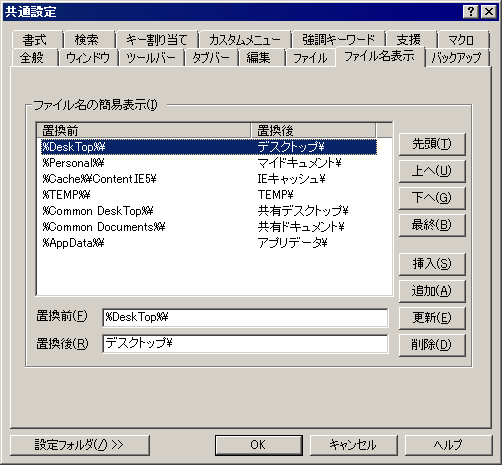 共通設定
書式 検索 キー割り当て カスタムメニュー 強調キーワード 支援 マクロ
全般 ウィンドウ ツールバー タブバー 編集 ファイル ファイル名表示 バックアップ
ファイル名の簡易表示(I)
置換前 置換後
%DeskTop%¥ デスクトップ¥
%Personal%¥ マイドキュメント¥
%Cache%¥Content.IE5¥ IEキャッシュ¥
%TEMP%¥ TEMP¥
%Common DeskTop%¥ 共有デスクトップ¥
%Common Documents%¥ 共有ドキュメント¥
%AppData%¥ アプリデータ¥
先頭(T)
上へ(U)
下へ(G)
最終(B)
挿入(S)
追加(A)
更新(E)
削除(D)
置換前(F) %DeskTop%¥
置換後(R) デスクトップ¥
設定フォルダ(/) >> OK キャンセル ヘルプ